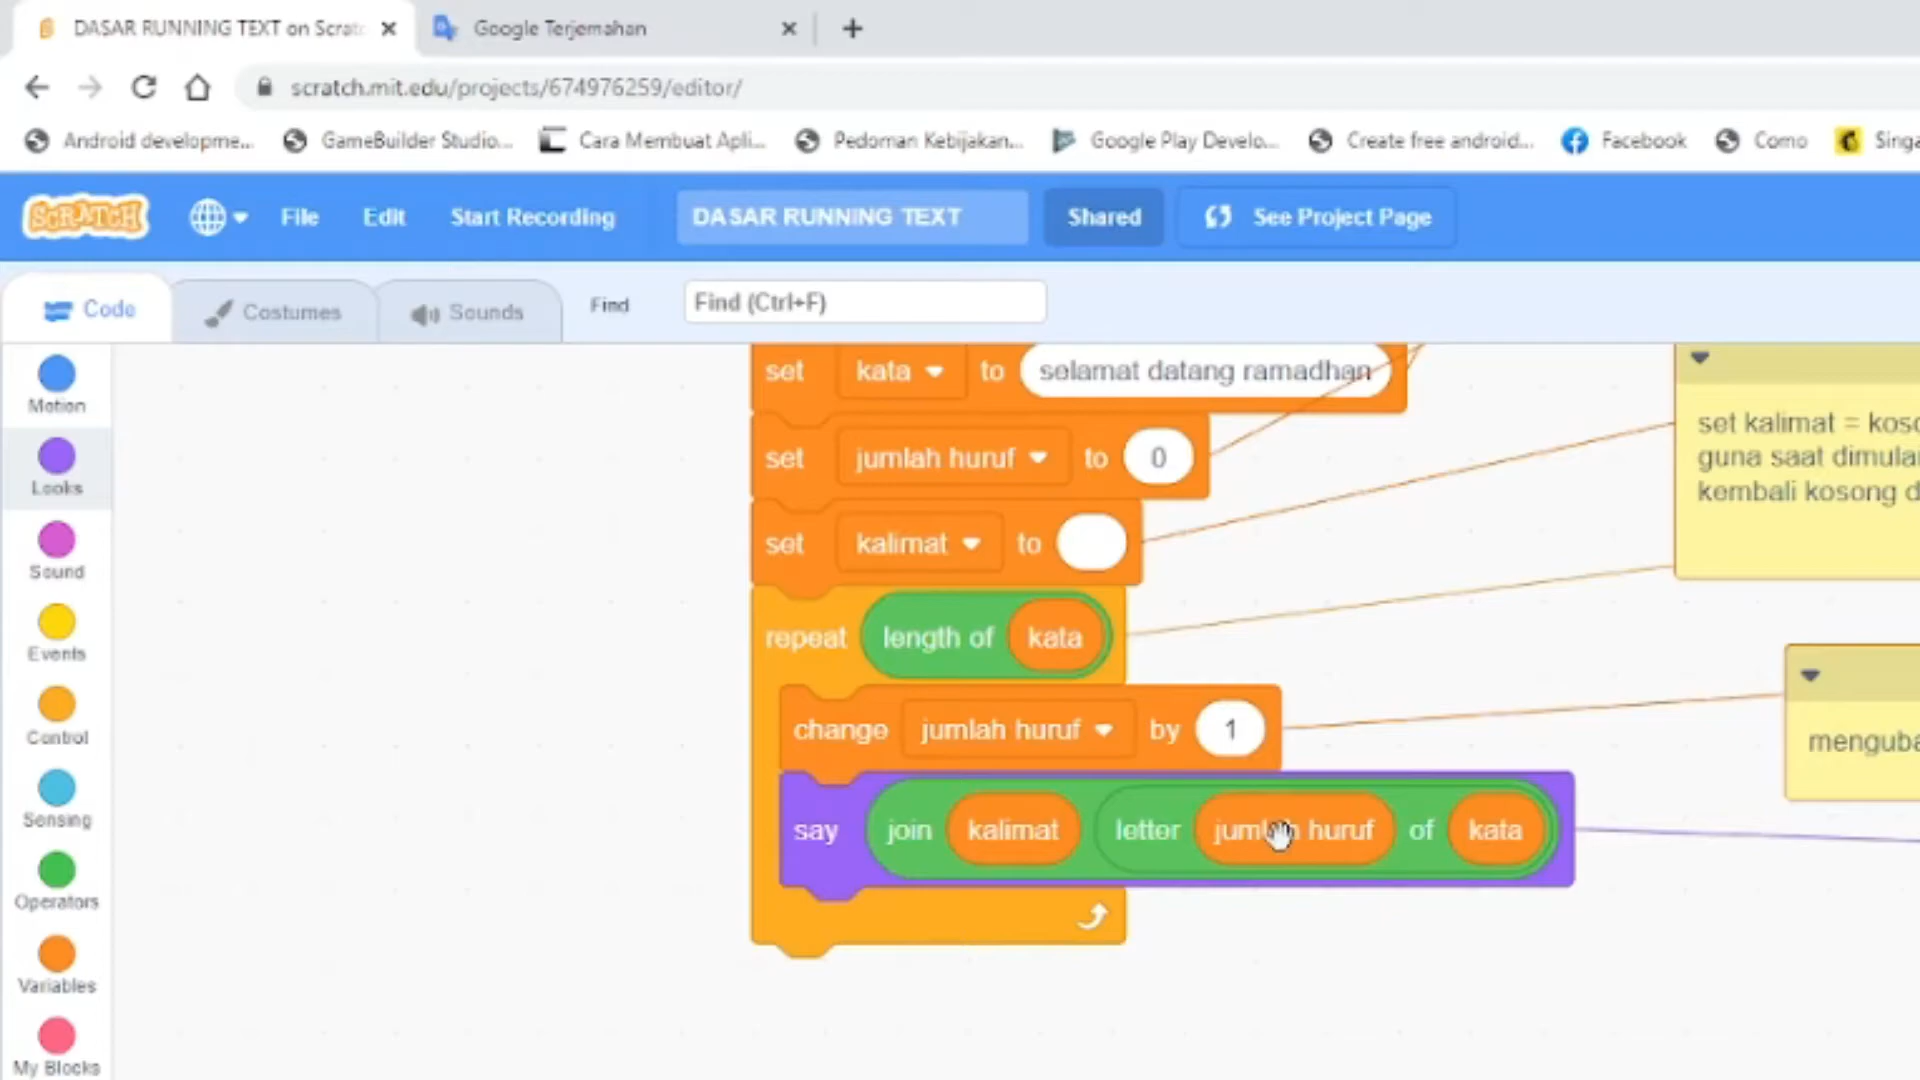 DASAR RUNNING TEXT on Scratc
Google Terjemahan
scratch.mit.edu/projects/674976259/editor/
Android developme...
GameBuilder Studio...
Cara Membuat Apli...
Pedoman Kebijakan...
Google Play Develo...
Create free android...
Facebook
Como
Singa
SCRATCH
File
Edit
Start Recording
DASAR RUNNING TEXT
Shared
See Project Page
Code
Costumes
Sounds
Find
Find (Ctrl+F)
Motion
Looks
Sound
Events
Control
Sensing
Operators
Variables
My Blocks
set kata to selamat datang ramadhan
set jumlah huruf to 0
set kalimat to
repeat length of kata
change jumlah huruf by 1
say join kalimat letter jumlah huruf of kata
set kalimat = koso
guna saat dimula
kembali kosong d
menguba